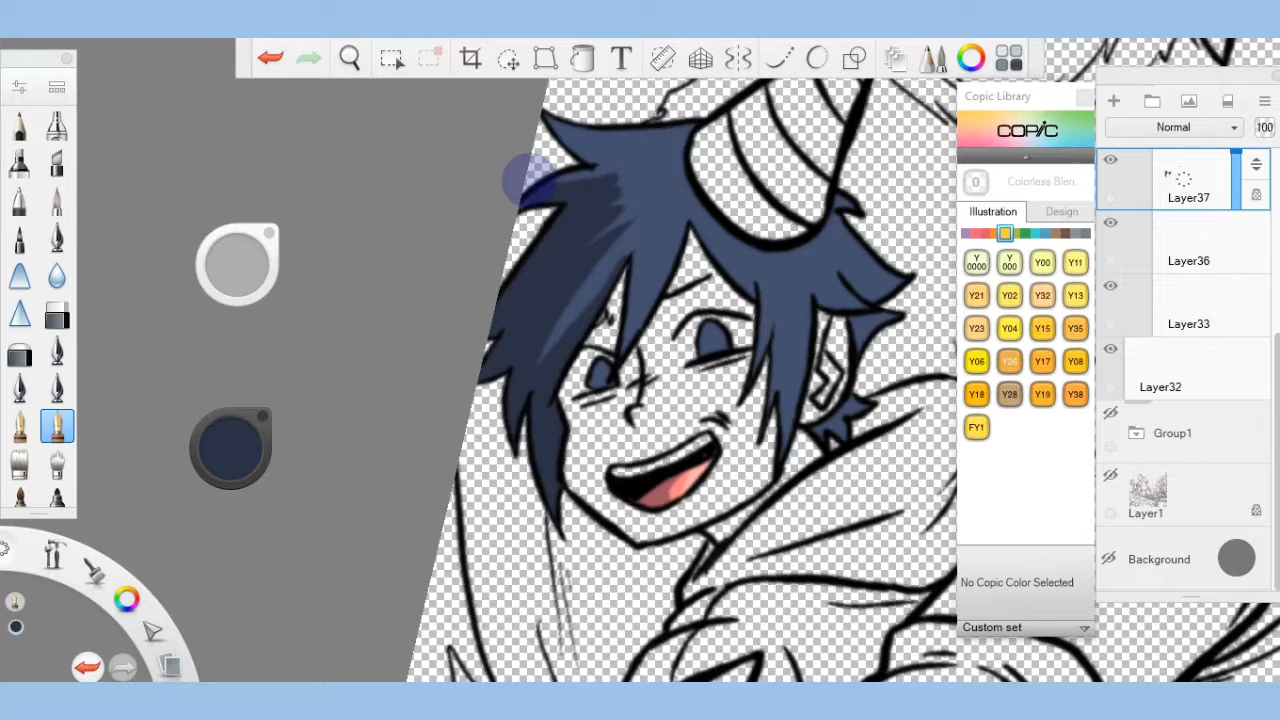 T
Copic Library
COPIC
0 Colorless Blen
Illustration Design
Y0000 Y000 Y00 Y11
Y21 Y02 Y32 Y13
Y23 Y04 Y15 Y35
Y06 Y26 Y17 Y08
Y18 Y28 Y19 Y38
FY1
No Copic Color Selected
Custom set
Normal 100
Layer37
Layer36
Layer33
Layer32
Group1
Layer1
Background